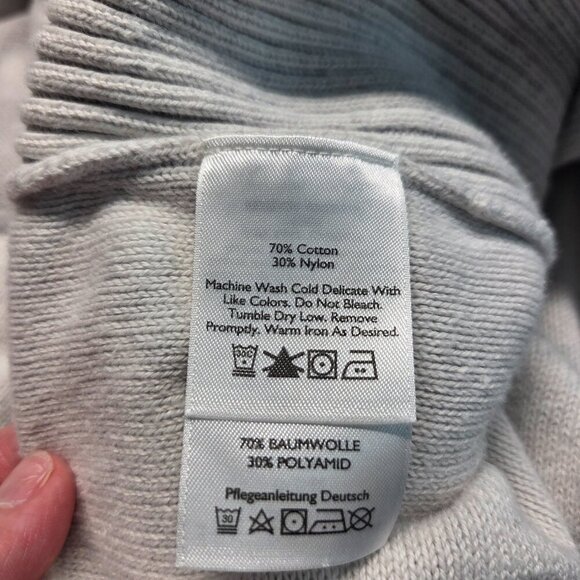 70% Cotton
30% Nylon
Machine Wash Cold Delicate With
Like Colors. Do Not Bleach.
Tumble Dry Low. Remove
Promptly. Warm Iron As Desired.
30C
70% BAUMWOLLE
30% POLYAMID
Pflegeanleitung Deutsch
30